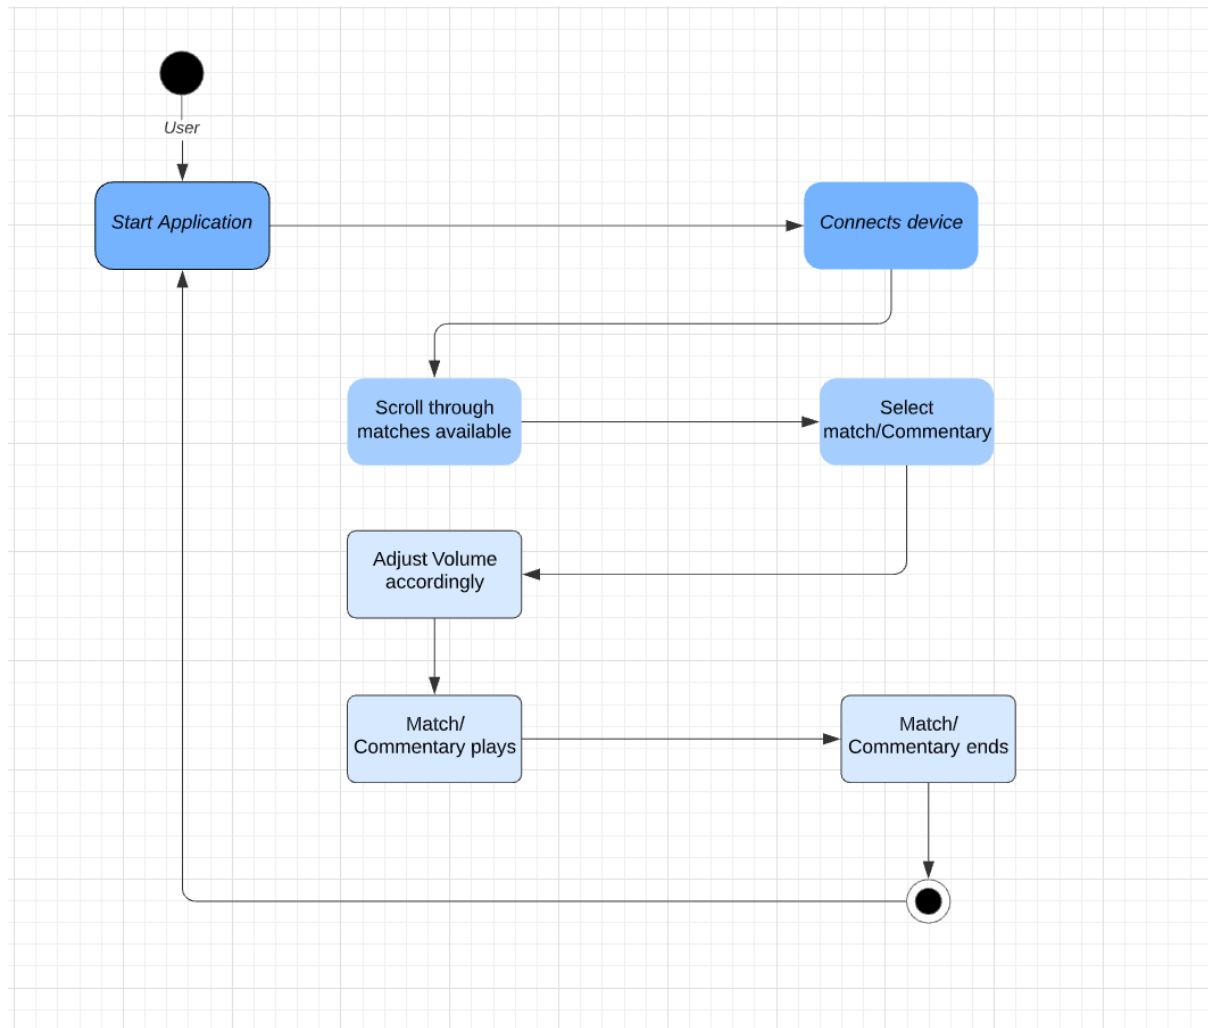 User
Start Application
Connects device
Scroll through
matches available
Select
match/Commentary
Adjust Volume
accordingly
Match/
Commentary plays
Match/
Commentary ends